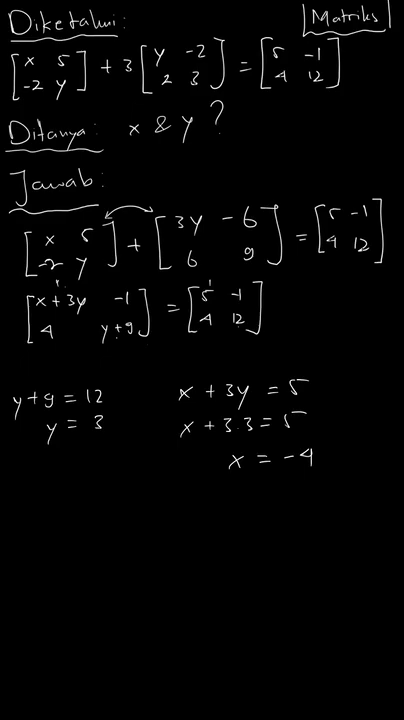 Diketahui: Matriks
[x 5; -2 y] + 3 [y -2; 2 3] = [5 -1; 4 12]
Ditanya: x & y ?
Jawab:
[x 5; -2 y] + [3y -6; 6 9] = [5 -1; 4 12]
[x + 3y -1; 4 y+9] = [5 -1; 4 12]
y+9 = 12 x + 3y = 5
y = 3 x + 3.3 = 5
x = -4